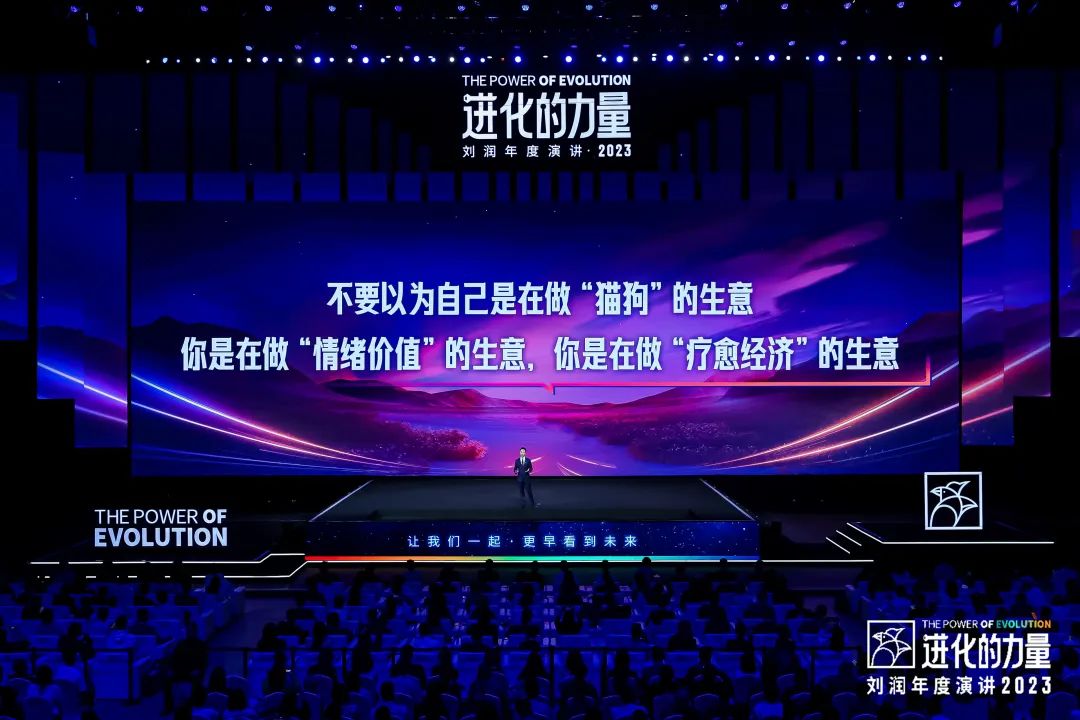 THE POWER OF EVOLUTION
进化的力量
刘润年度演讲·2023
不要以为自己是在做“猫狗”的生意
你是在做“情绪价值”的生意，你是在做“疗愈经济”的生意
THE POWER OF
EVOLUTION
让我们一起·更早看到未来
THE POWER OF EVOLUTION
进化的力量
刘润年度演讲2023